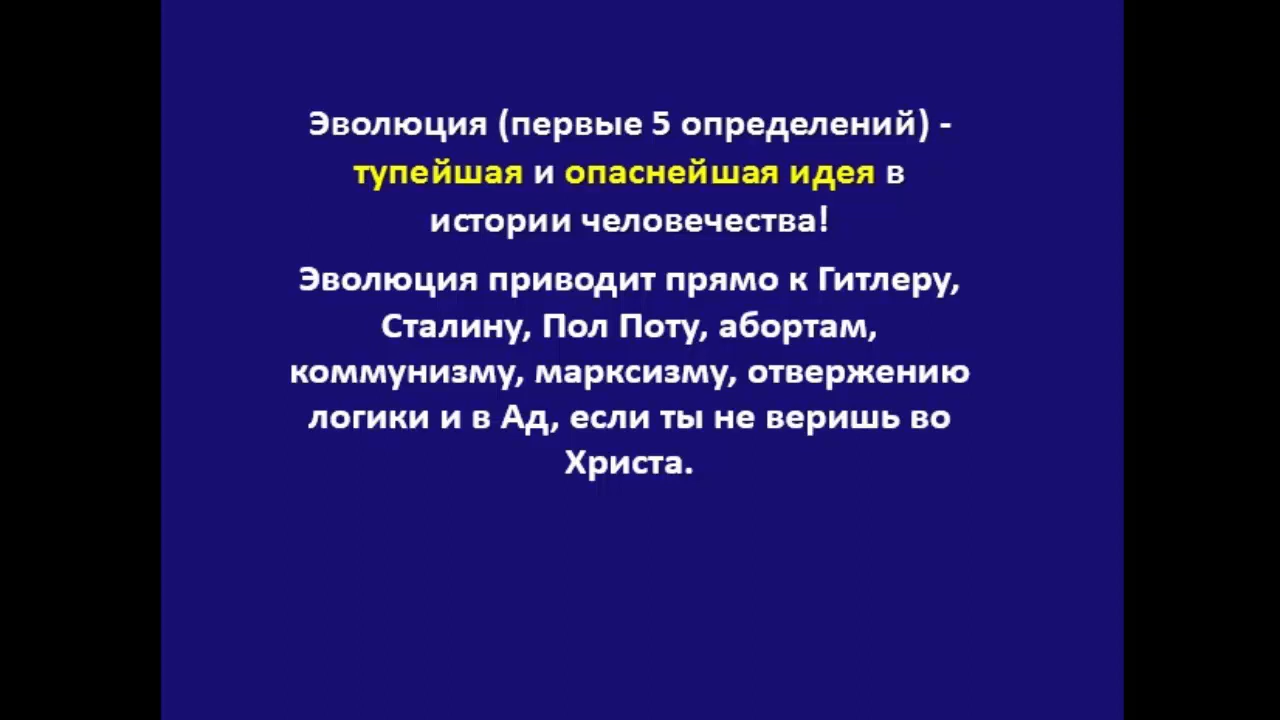 Эволюция (первые 5 определений) -
тупейшая и опаснейшая идея в
истории человечества!
Эволюция приводит прямо к Гитлеру,
Сталину, Пол Поту, абортам,
коммунизму, марксизму, отвержению
логики и в Ад, если ты не веришь во
Христа.